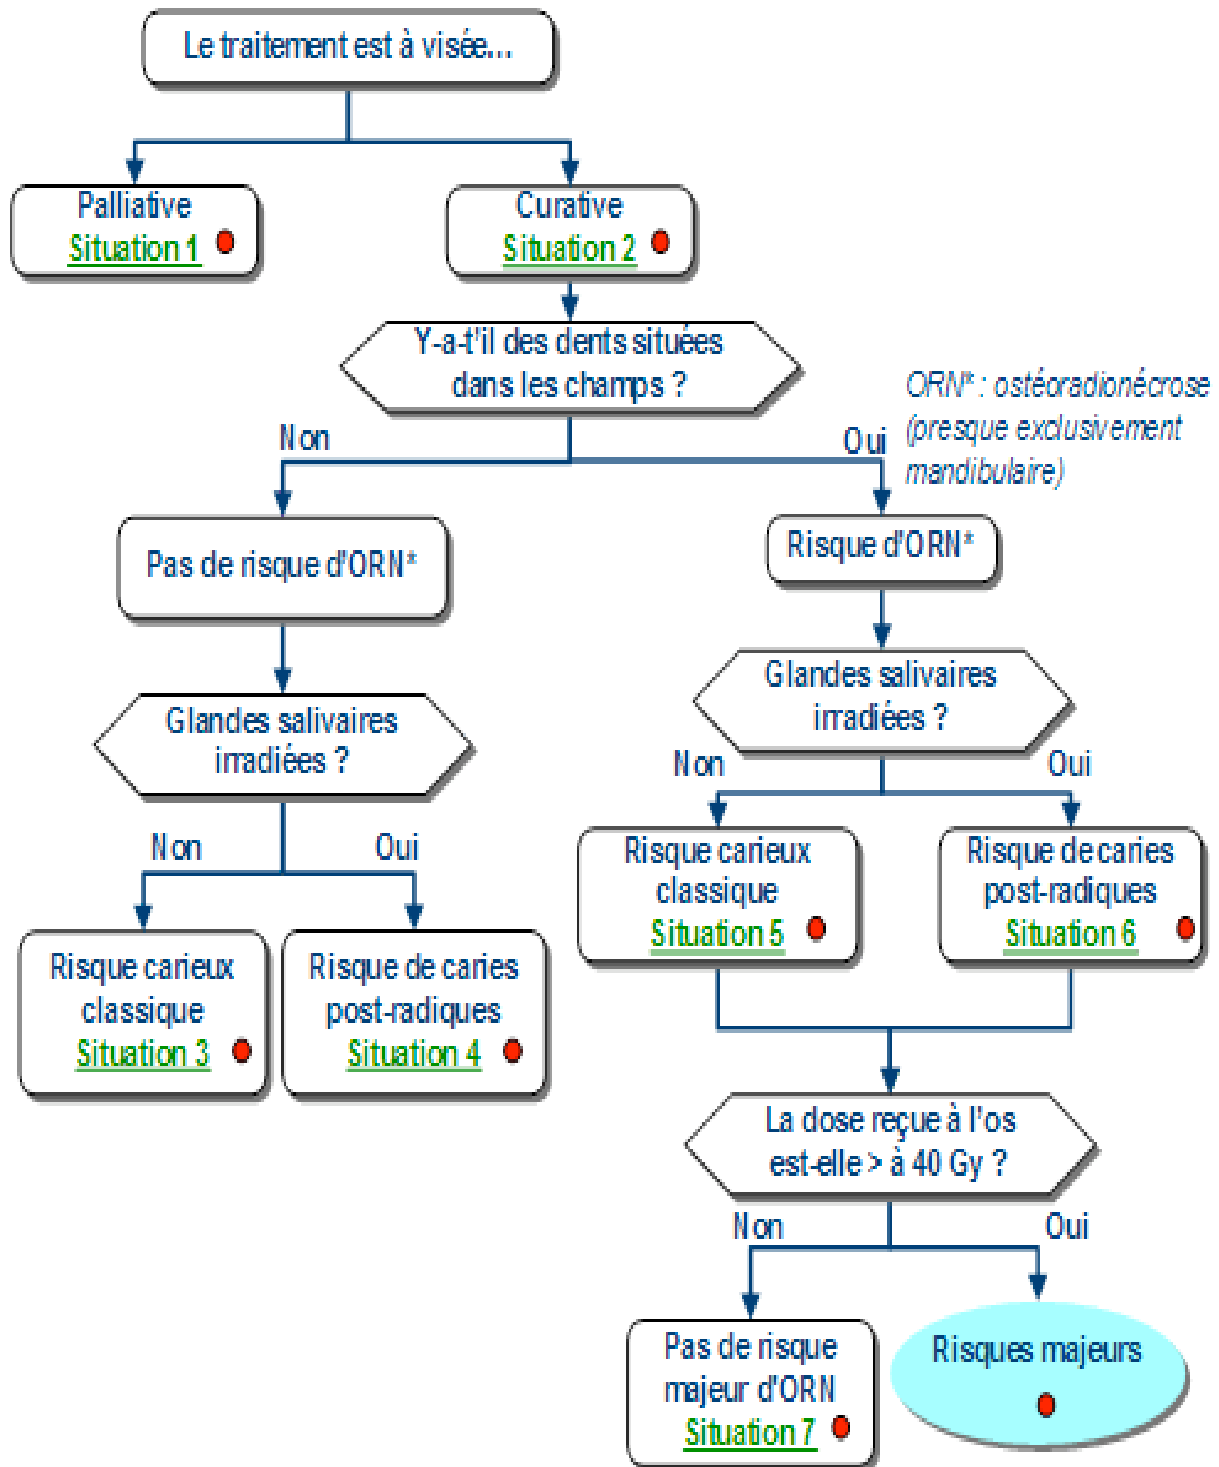 Le traitement est à visée...
Palliative
Situation 1
Curative
Situation 2
Y-a-t'il des dents situées
dans les champs ?
ORN* : ostéoradionécrose
(presque exclusivement
mandibulaire)
Non
Oui
Pas de risque d'ORN*
Risque d'ORN*
Glandes salivaires
irradiées ?
Glandes salivaires
irradiées ?
Non
Oui
Non
Oui
Risque carieux
classique
Situation 3
Risque de caries
post-radiques
Situation 4
Risque carieux
classique
Situation 5
Risque de caries
post-radiques
Situation 6
La dose reçue à l'os
est-elle > à 40 Gy ?
Non
Oui
Pas de risque
majeur d'ORN
Situation 7
Risques majeurs